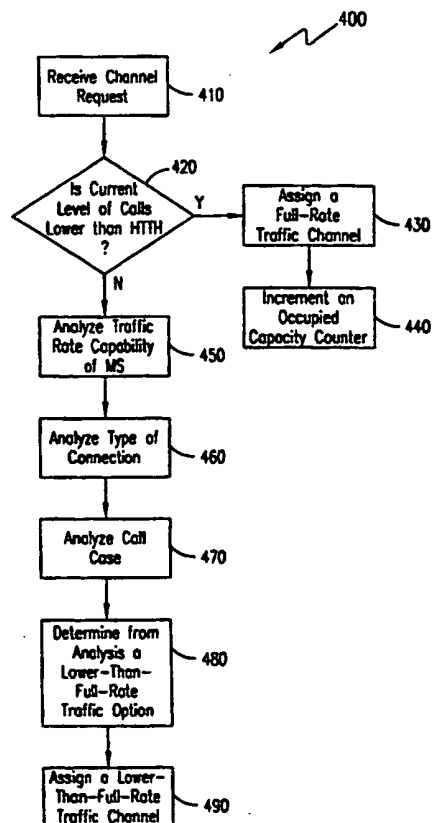 400
Receive Channel
Request
410
420
Is Current
Level of Calls
Lower than HTTH
?
Y
N
Assign a
Full-Rate
Traffic Channel
430
Increment an
Occupied
Capacity Counter
440
Analyze Traffic
Rate Capability
of MS
450
Analyze Type of
Connection
460
Analyze Call
Case
470
Determine from
Analysis a
Lower-Than-
Full-Rate
Traffic Option
480
Assign a Lower-
Than-Full-Rate
Traffic Channel
490